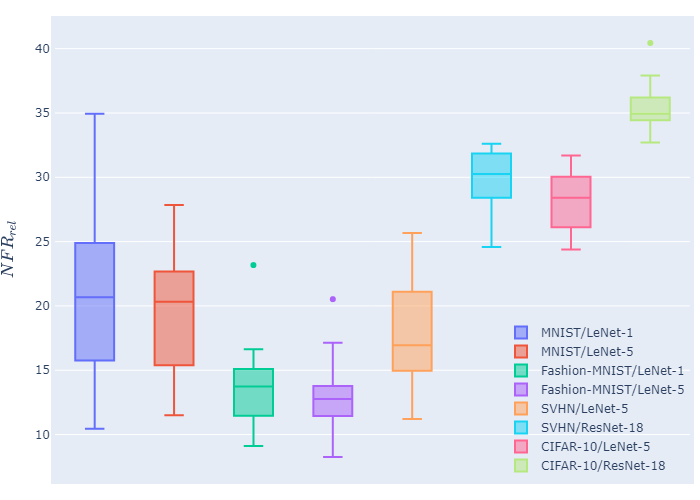 40
35
30
25
20
15
10
NFR_rel
MNIST/LeNet-1
MNIST/LeNet-5
Fashion-MNIST/LeNet-1
Fashion-MNIST/LeNet-5
SVHN/LeNet-5
SVHN/ResNet-18
CIFAR-10/LeNet-5
CIFAR-10/ResNet-18